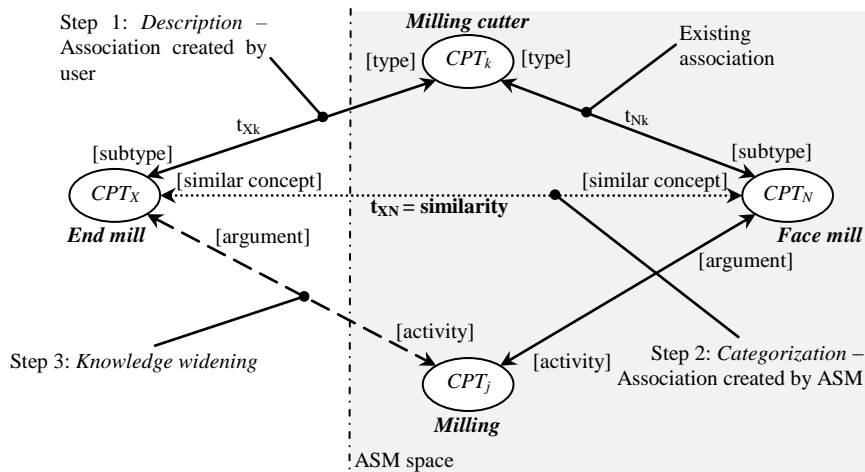 Step 1: Description –
Association created by
user
Milling cutter
[type]
CPTk
[type]
Existing
association
tXk
tNk
[subtype]
[subtype]
CPTX
[similar concept]
[similar concept]
CPTN
tXN = similarity
End mill
Face mill
[argument]
[argument]
[activity]
[activity]
Step 3: Knowledge widening
CPTj
Step 2: Categorization –
Association created by ASM
Milling
ASM space